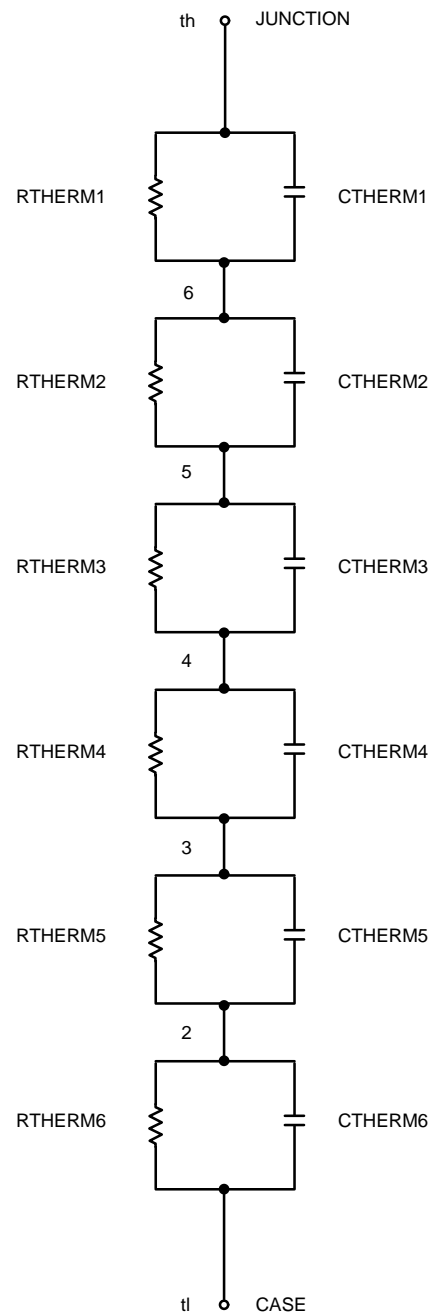 th JUNCTION
RTHERM1 CTHERM1
6
RTHERM2 CTHERM2
5
RTHERM3 CTHERM3
4
RTHERM4 CTHERM4
3
RTHERM5 CTHERM5
2
RTHERM6 CTHERM6
tl CASE